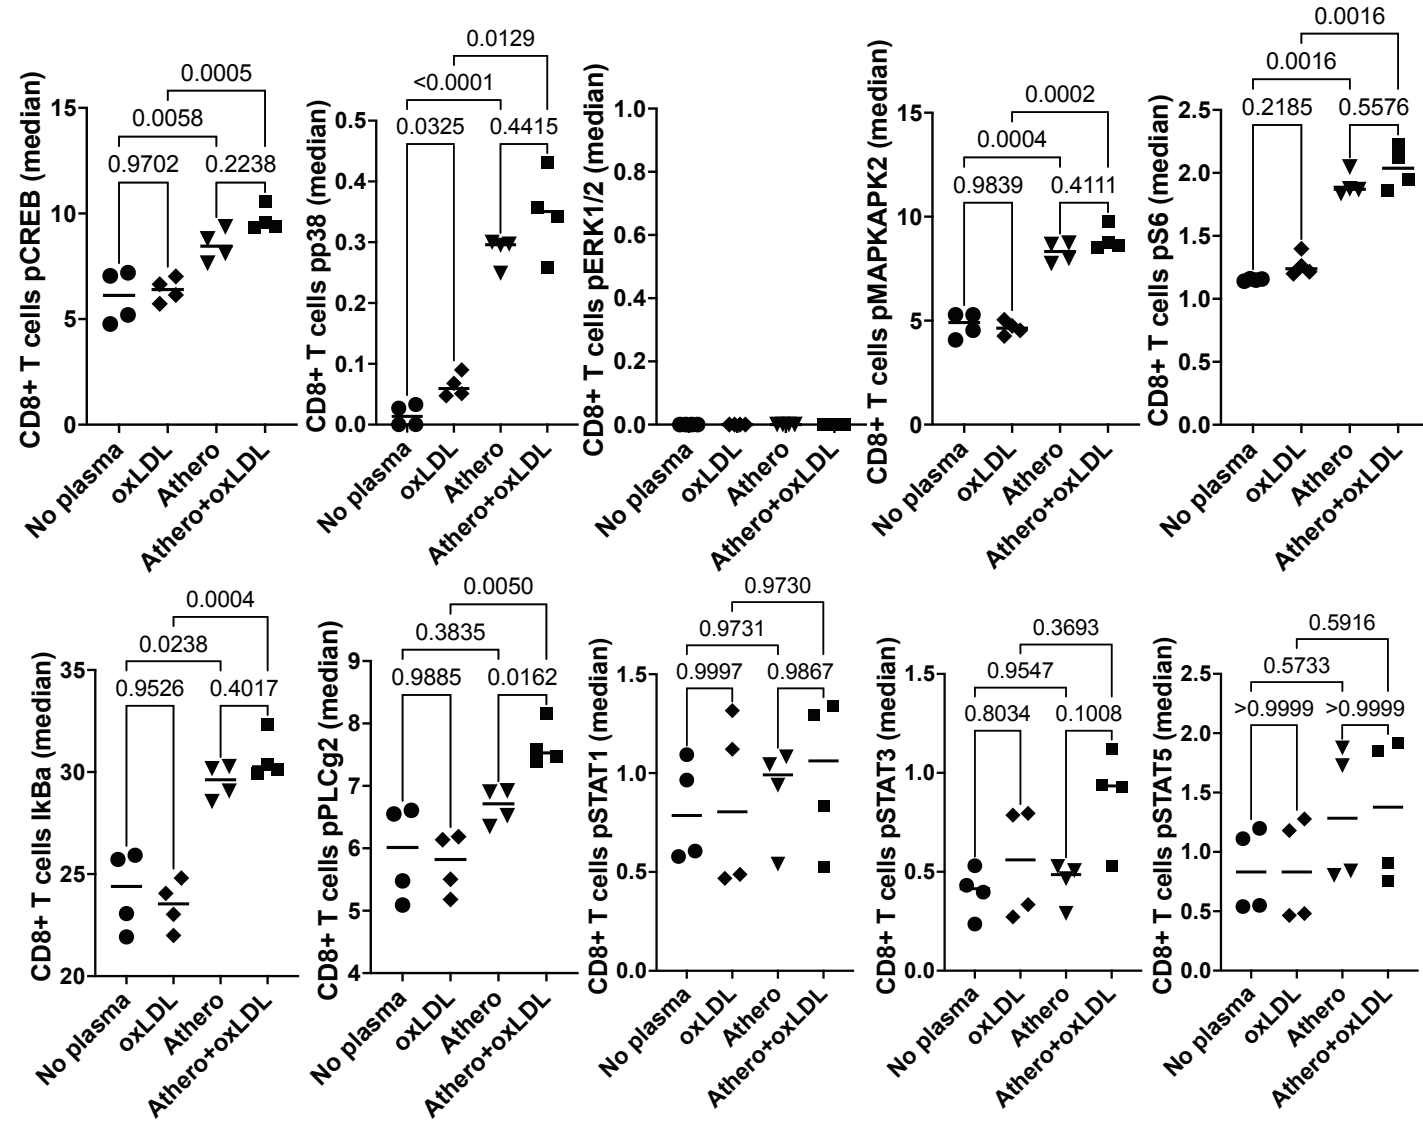 CD8+ T cells pCREB (median)
0.0005
0.0058
0.9702
0.2238
15
10
5
0
No plasma
oxLDL
Athero
Athero+oxLDL
CD8+ T cells pp38 (median)
0.0129
<0.0001
0.0325
0.4415
0.5
0.4
0.3
0.2
0.1
0.0
No plasma
oxLDL
Athero
Athero+oxLDL
CD8+ T cells pERK1/2 (median)
1.0
0.8
0.6
0.4
0.2
0.0
No plasma
oxLDL
Athero
Athero+oxLDL
CD8+ T cells pMAPKAPK2 (median)
0.0002
0.0004
0.9839
0.4111
15
10
5
0
No plasma
oxLDL
Athero
Athero+oxLDL
CD8+ T cells pS6 (median)
0.0016
0.0016
0.2185
0.5576
2.5
2.0
1.5
1.0
0.5
0.0
No plasma
oxLDL
Athero
Athero+oxLDL
CD8+ T cells IkBa (median)
0.0004
0.0238
0.9526
0.4017
35
30
25
20
No plasma
oxLDL
Athero
Athero+oxLDL
CD8+ T cells pPLCg2 (median)
0.0050
0.3835
0.9885
0.0162
9
8
7
6
5
4
No plasma
oxLDL
Athero
Athero+oxLDL
CD8+ T cells pSTAT1 (median)
0.9730
0.9731
0.9997
0.9867
1.5
1.0
0.5
0.0
No plasma
oxLDL
Athero
Athero+oxLDL
CD8+ T cells pSTAT3 (median)
0.3693
0.9547
0.8034
0.1008
1.5
1.0
0.5
0.0
No plasma
oxLDL
Athero
Athero+oxLDL
CD8+ T cells pSTAT5 (median)
0.5916
0.5733
>0.9999
>0.9999
2.5
2.0
1.5
1.0
0.5
0.0
No plasma
oxLDL
Athero
Athero+oxLDL